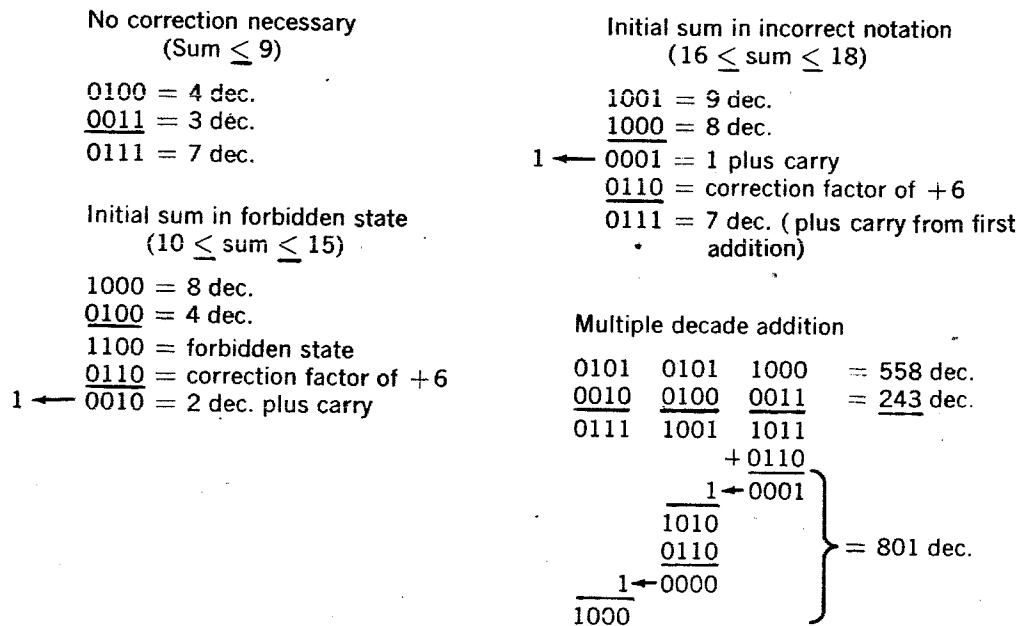 No correction necessary
(Sum ≤ 9)
0100 = 4 dec.
0011 = 3 dec.
0111 = 7 dec.
Initial sum in forbidden state
(10 ≤ sum ≤ 15)
1000 = 8 dec.
0100 = 4 dec.
1100 = forbidden state
0110 = correction factor of +6
1 ← 0010 = 2 dec. plus carry
Initial sum in incorrect notation
(16 ≤ sum ≤ 18)
1001 = 9 dec.
1000 = 8 dec.
1 ← 0001 = 1 plus carry
0110 = correction factor of +6
0111 = 7 dec. (plus carry from first
addition)
Multiple decade addition
0101 0101 1000 = 558 dec.
0010 0100 0011 = 243 dec.
0111 1001 1011
+0110
1←0001
1010
0110 = 801 dec.
1←0000
1000